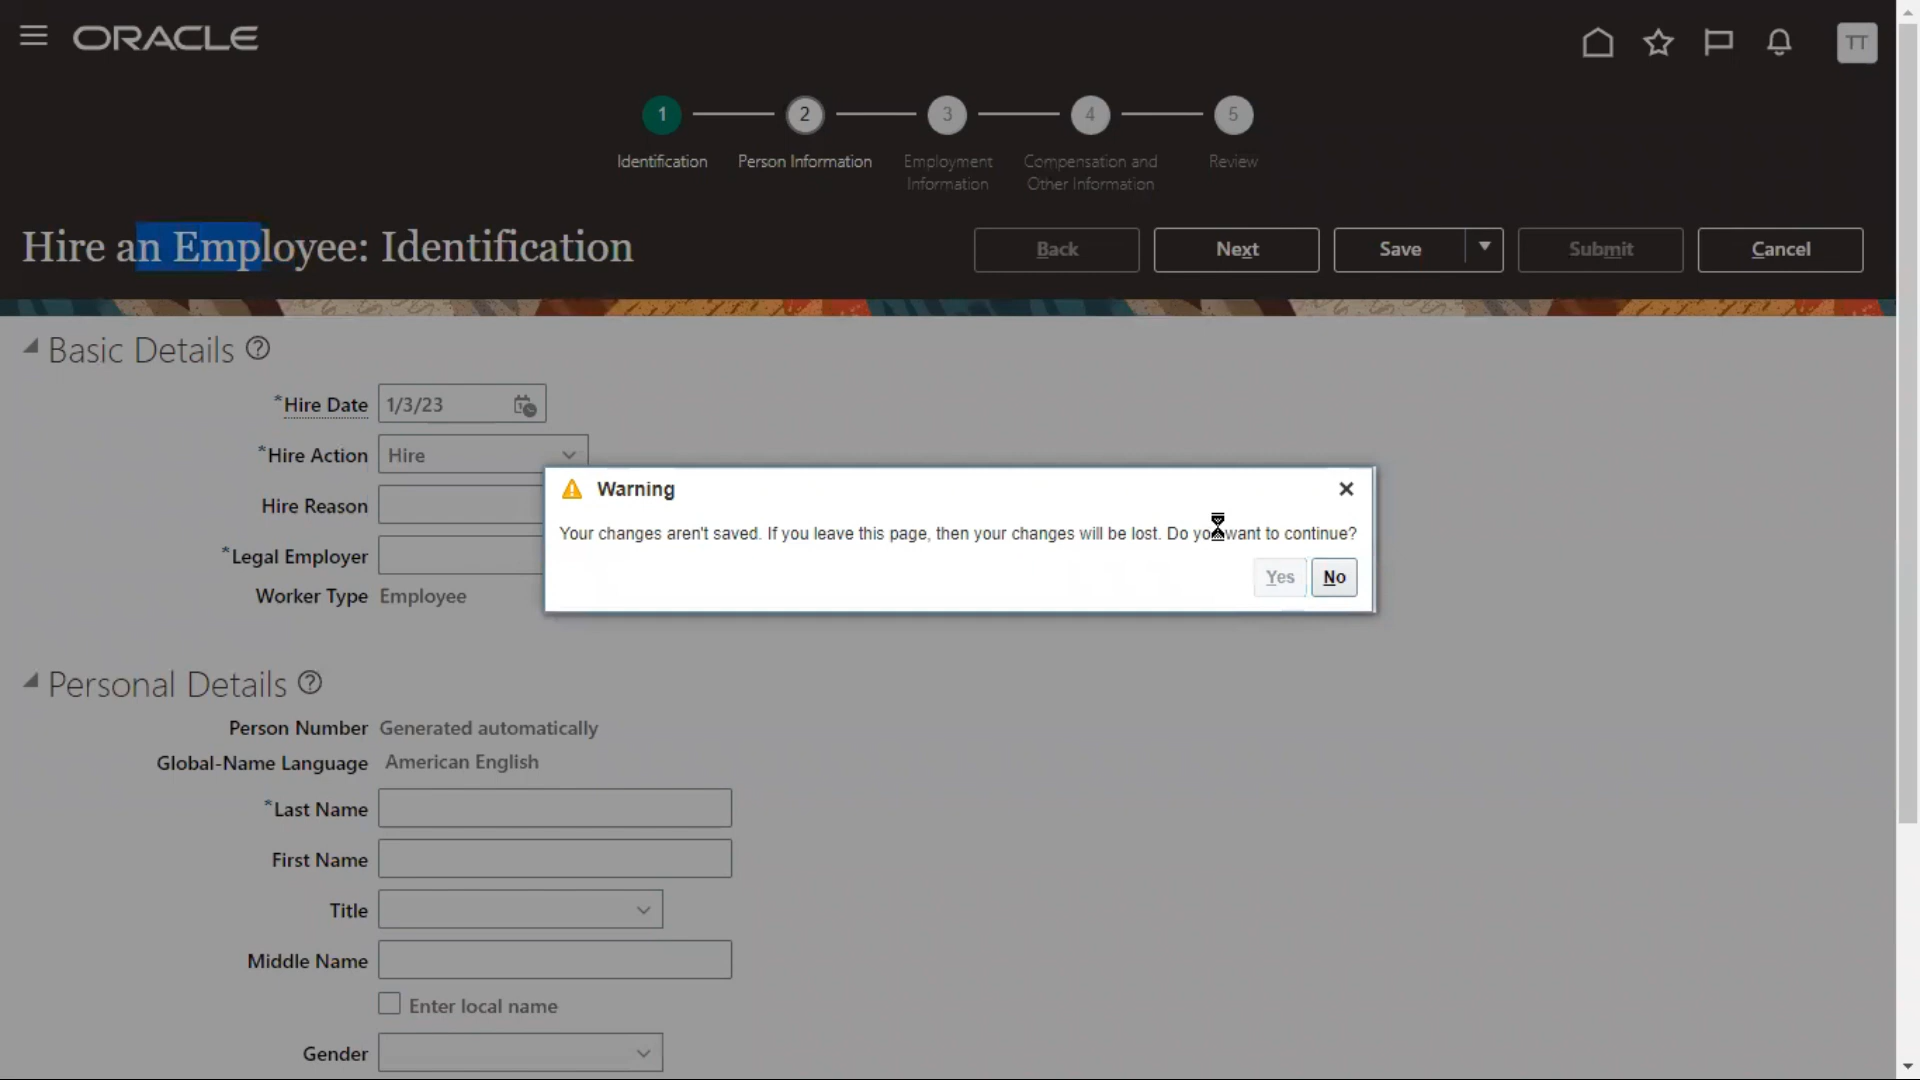 ORACLE
TT
1
2
3
4
5
Identification
Person Information
Employment
Information
Compensation and
Other Information
Review
Hire an Employee: Identification
Back
Next
Save
Submit
Cancel
Basic Details
*Hire Date 1/3/23
*Hire Action Hire
Hire Reason
*Legal Employer
Worker Type Employee
Warning
Your changes aren't saved. If you leave this page, then your changes will be lost. Do you want to continue?
Yes
No
Personal Details
Person Number Generated automatically
Global-Name Language American English
*Last Name
First Name
Title
Middle Name
Enter local name
Gender